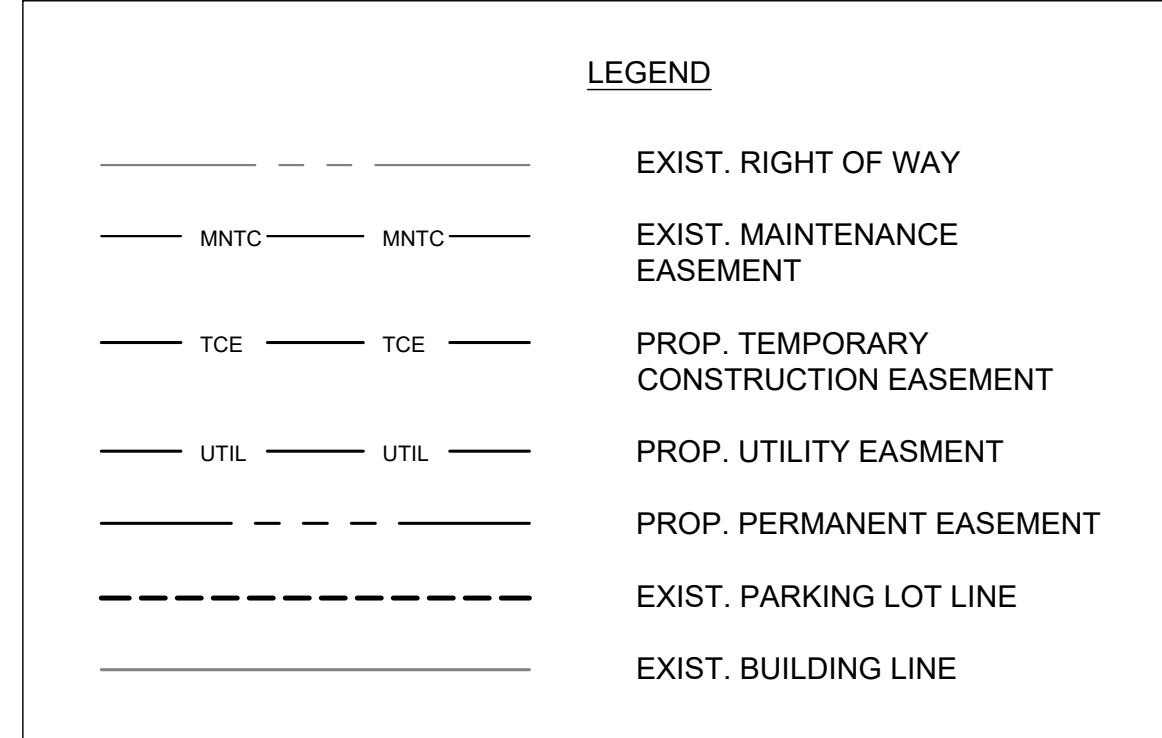 LEGEND
EXIST. RIGHT OF WAY
MNTC MNTC EXIST. MAINTENANCE
EASEMENT
TCE TCE PROP. TEMPORARY
CONSTRUCTION EASEMENT
UTIL UTIL PROP. UTILITY EASMENT
PROP. PERMANENT EASEMENT
EXIST. PARKING LOT LINE
EXIST. BUILDING LINE